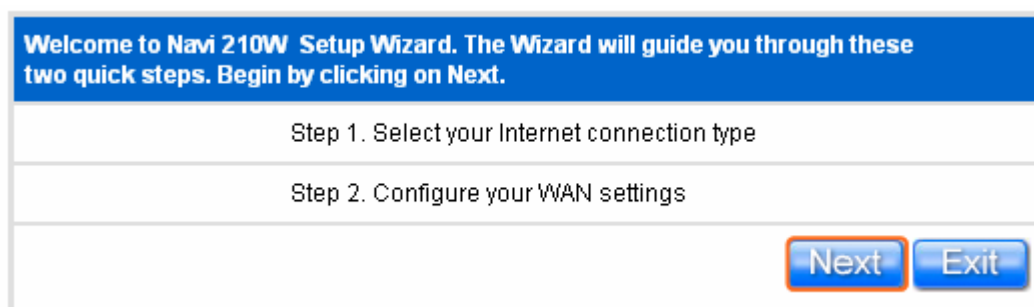 Welcome to Navi 210W Setup Wizard. The Wizard will guide you through these
two quick steps. Begin by clicking on Next.
Step 1. Select your Internet connection type
Step 2. Configure your WAN settings
Next Exit